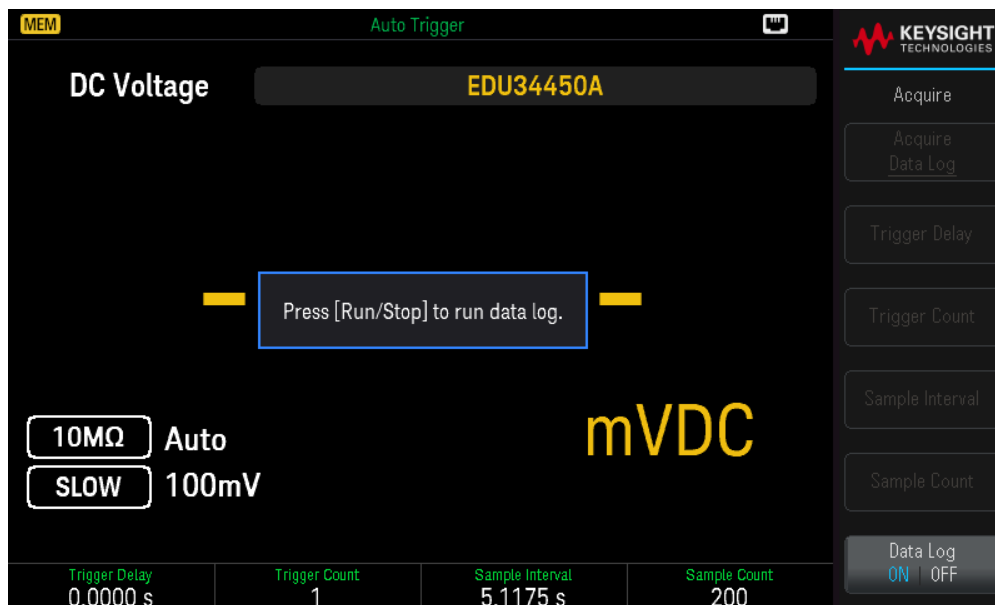 MEM
Auto Trigger
KEYSIGHT
TECHNOLOGIES
DC Voltage
EDU34450A
Acquire
Acquire
Data Log
Trigger Delay
Press [Run/Stop] to run data log.
Trigger Count
Sample Interval
10MΩ Auto
mVDC
SLOW 100mV
Sample Count
Data Log
ON | OFF
Trigger Delay
0.0000 s
Trigger Count
1
Sample Interval
5.1175 s
Sample Count
200